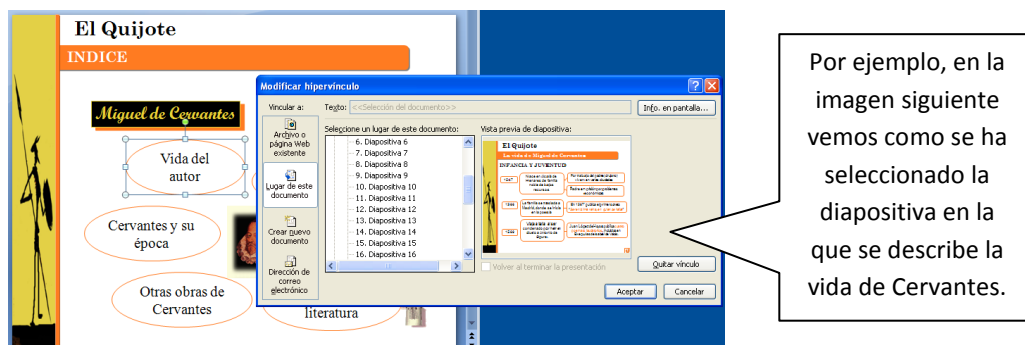 El Quijote
INDICE
Miguel de Cervantes
Vida del
autor
Cervantes y su
época
Otras obras de
Cervantes
literatura
Modificar hipervínculo
Vincular a:
Texto: <<Selección del documento>>
Info. en pantalla...
Archivo o
página Web
existente
Lugar de este
documento
Crear nuevo
documento
Dirección de
correo
electrónico
Seleccione un lugar de este documento:
6. Diapositiva 6
7. Diapositiva 7
8. Diapositiva 8
9. Diapositiva 9
10. Diapositiva 10
11. Diapositiva 11
12. Diapositiva 12
13. Diapositiva 13
14. Diapositiva 14
15. Diapositiva 15
16. Diapositiva 16
Vista previa de diapositiva:
El Quijote
La vida de Miguel de Cervantes
INFANCIA Y JUVENTUD
Volver al terminar la presentación
Quitar vínculo
Aceptar
Cancelar
Por ejemplo, en la
imagen siguiente
vemos como se ha
seleccionado la
diapositiva en la
que se describe la
vida de Cervantes.